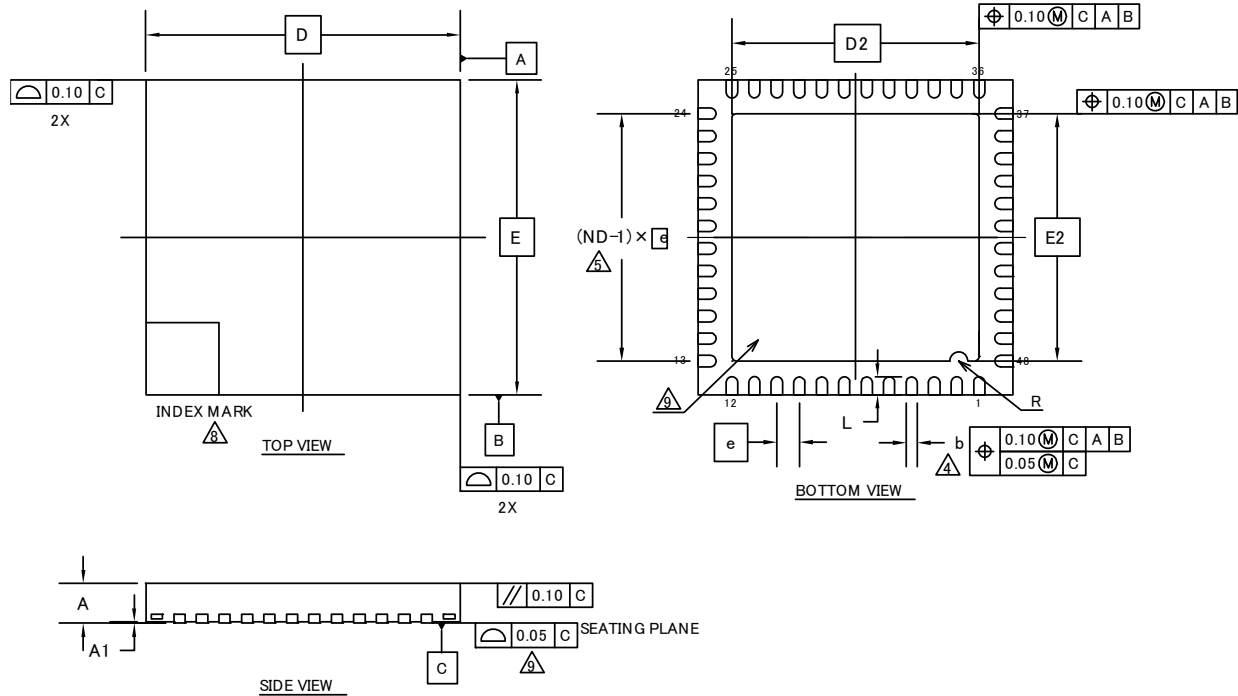 D
A
⌓ 0.10 C
2X
E
INDEX MARK
8
TOP VIEW
B
⌓ 0.10 C
2X
⌖ 0.10 Ⓜ C A B
D2
25
36
⌖ 0.10 Ⓜ C A B
24
37
(ND-1) × e
5
E2
13
48
9
12
1
R
L
e
b
4
⌖ 0.10 Ⓜ C A B
0.05 Ⓜ C
BOTTOM VIEW
A
// 0.10 C
A1
⌓ 0.05 C
SEATING PLANE
9
C
SIDE VIEW